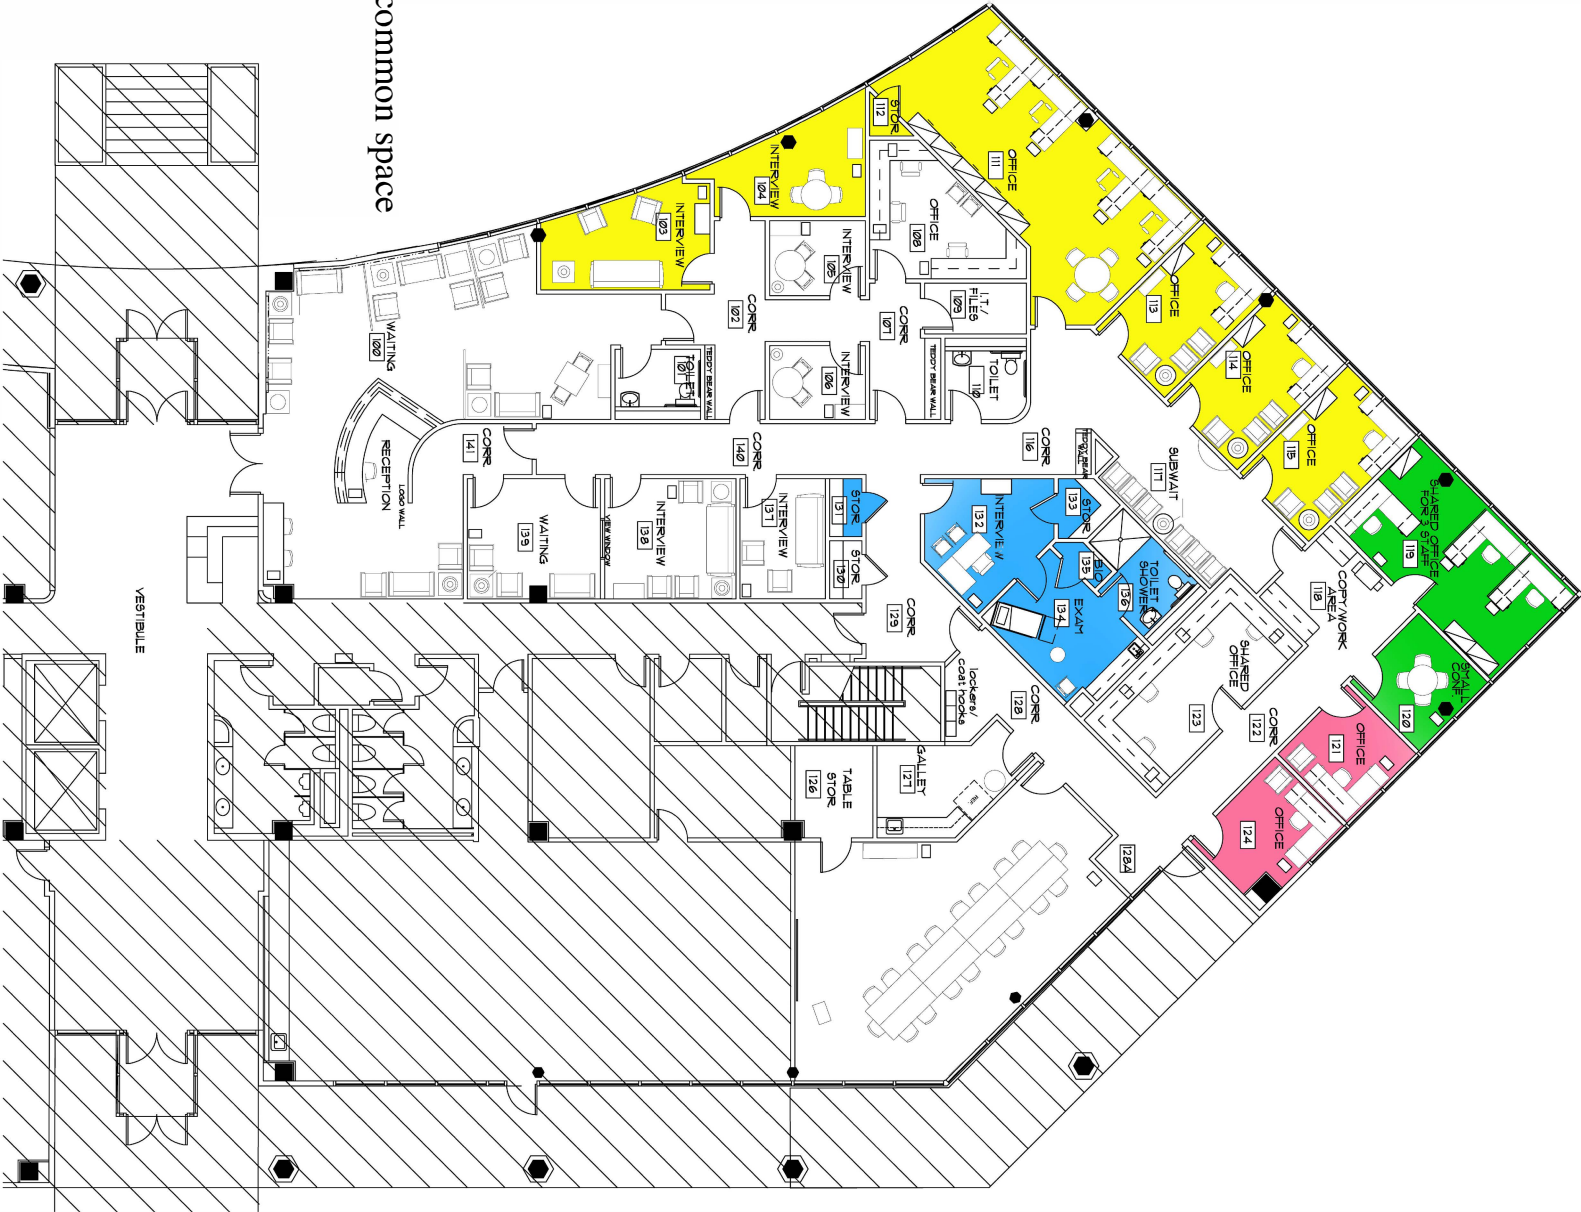 common space
STOR.
112
OFFICE
111
INTERVIEW
104
INTERVIEW
103
OFFICE
108
INTERVIEW
105
I.T./
FILES
109
CORR
102
CORR
107
OFFICE
113
OFFICE
114
OFFICE
115
WAITING
100
TOILET
101
TEDDY BEAR WALL
INTERVIEW
106
TEDDY BEAR WALL
TOILET
110
RECEPTION
LOGO WALL
CORR
141
CORR
140
CORR
116
TEDDY BEAR
WALL
SUBWAIT
117
SHARED OFFICE
FOR 3 STAFF
119
WAITING
139
VIEW WINDOW
INTERVIEW
138
INTERVIEW
137
STOR.
131
STOR
130
INTERVIEW
132
STOR
133
BIO
135
TOILET
SHOWER
136
EXAM
134
COPY/WORK
AREA
118
VESTIBULE
CORR
129
SHARED
OFFICE
123
SMALL
CONF.
120
lockers/
coat hooks
CORR
128
CORR
122
OFFICE
121
OFFICE
124
GALLEY
127
REF.
TABLE
STOR
126
128A